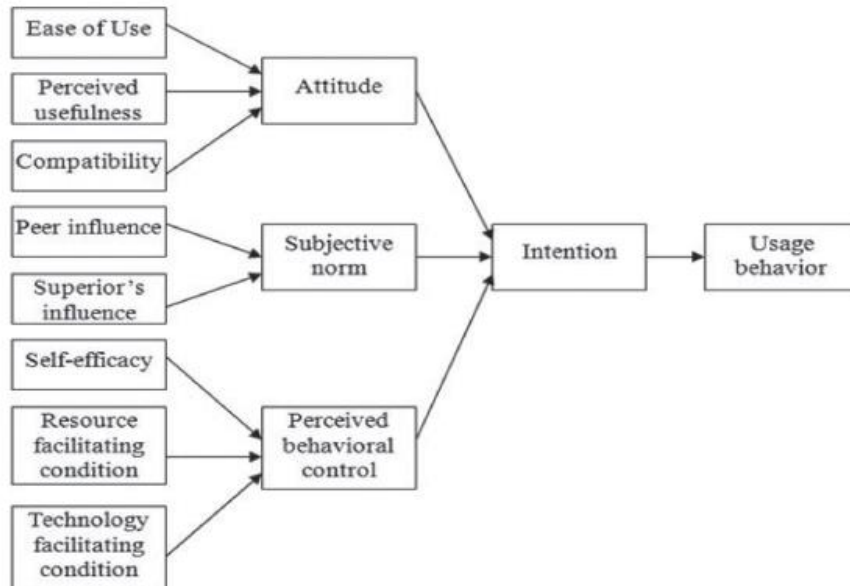 Ease of Use
Perceived
usefulness
Compatibility
Peer influence
Superior’s
influence
Self-efficacy
Resource
facilitating
condition
Technology
facilitating
condition
Attitude
Subjective
norm
Perceived
behavioral
control
Intention
Usage
behavior